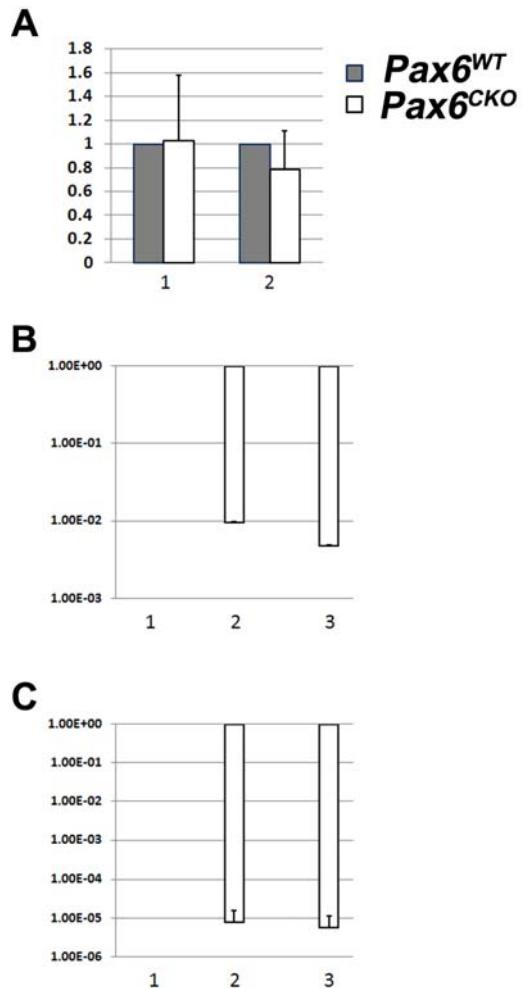 A
1.8
1.6
1.4
1.2
1
0.8
0.6
0.4
0.2
0
1 2
Pax6WT
Pax6CKO
B
1.00E+00
1.00E-01
1.00E-02
1.00E-03
1 2 3
C
1.00E+00
1.00E-01
1.00E-02
1.00E-03
1.00E-04
1.00E-05
1.00E-06
1 2 3